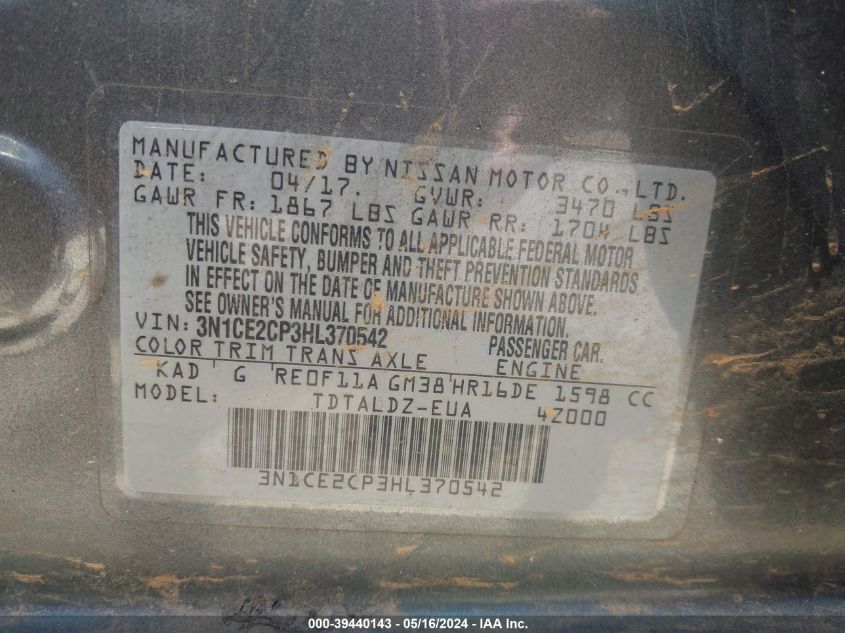 MANUFACTURED BY NISSAN MOTOR CO., LTD.
DATE: 04/17. GVWR: 3470 LBS
GAWR FR: 1867 LBS GAWR RR: 1704 LBS
THIS VEHICLE CONFORMS TO ALL APPLICABLE FEDERAL MOTOR
VEHICLE SAFETY, BUMPER AND THEFT PREVENTION STANDARDS
IN EFFECT ON THE DATE OF MANUFACTURE SHOWN ABOVE.
SEE OWNER'S MANUAL FOR ADDITIONAL INFORMATION.
VIN: 3N1CE2CP3HL370542 PASSENGER CAR.
COLOR TRIM TRANS AXLE ENGINE
KAD G RE0F11A GM38 HR16DE 1598 CC
MODEL: TDTALDZ-EUA 4Z000
3N1CE2CP3HL370542
000-39440143 - 05/16/2024 - IAA Inc.